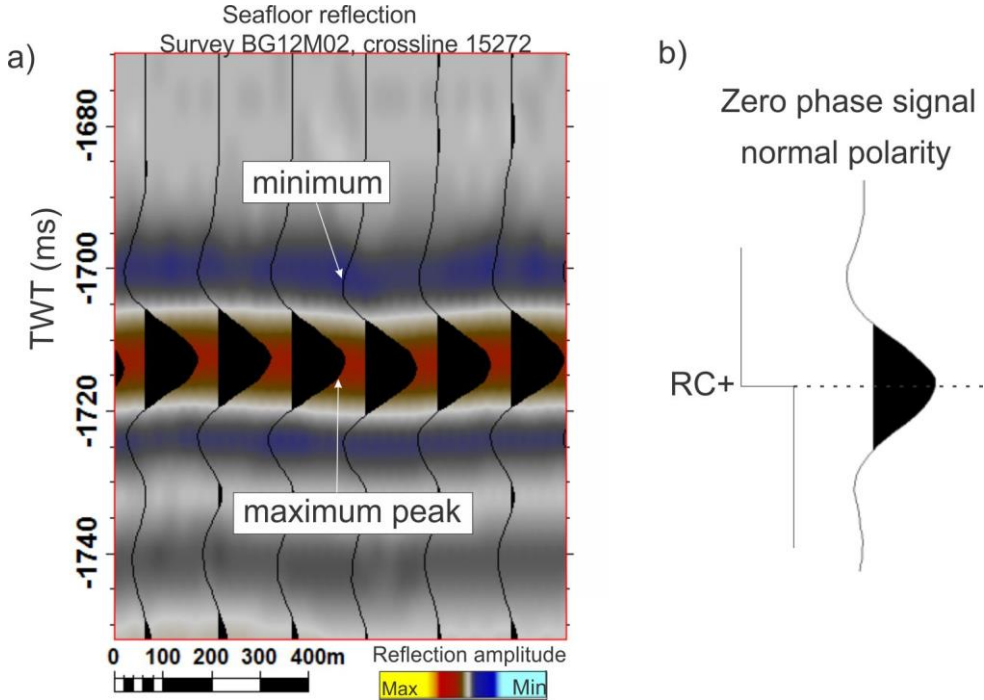 Seafloor reflection
Survey BG12M02, crossline 15272
a)
TWT (ms)
-1680
-1700
-1720
-1740
minimum
maximum peak
0 100 200 300 400m
Reflection amplitude
Max Min
b)
Zero phase signal
normal polarity
RC+